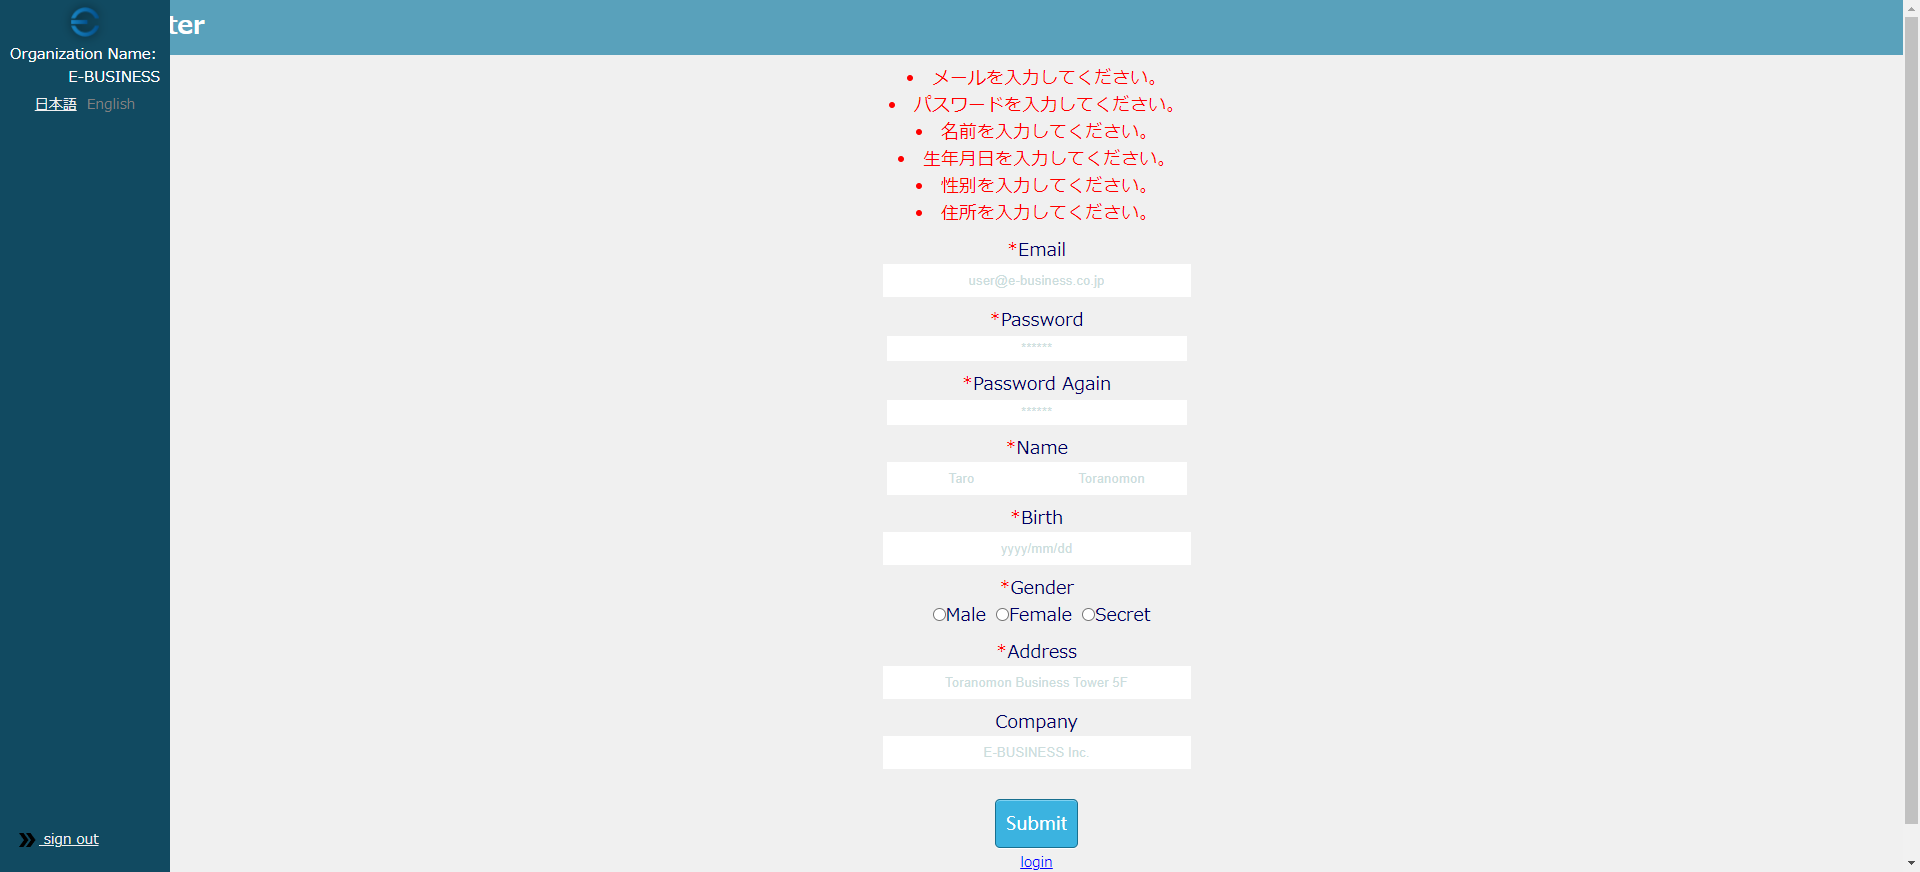 ter
Organization Name:
E-BUSINESS
日本語 English
メールを入力してください。
パスワードを入力してください。
名前を入力してください。
生年月日を入力してください。
性別を入力してください。
住所を入力してください。
*Email
user@e-business.co.jp
*Password
******
*Password Again
******
*Name
Taro Toranomon
*Birth
yyyy/mm/dd
*Gender
Male Female Secret
*Address
Toranomon Business Tower 5F
Company
E-BUSINESS Inc.
Submit
sign out
login